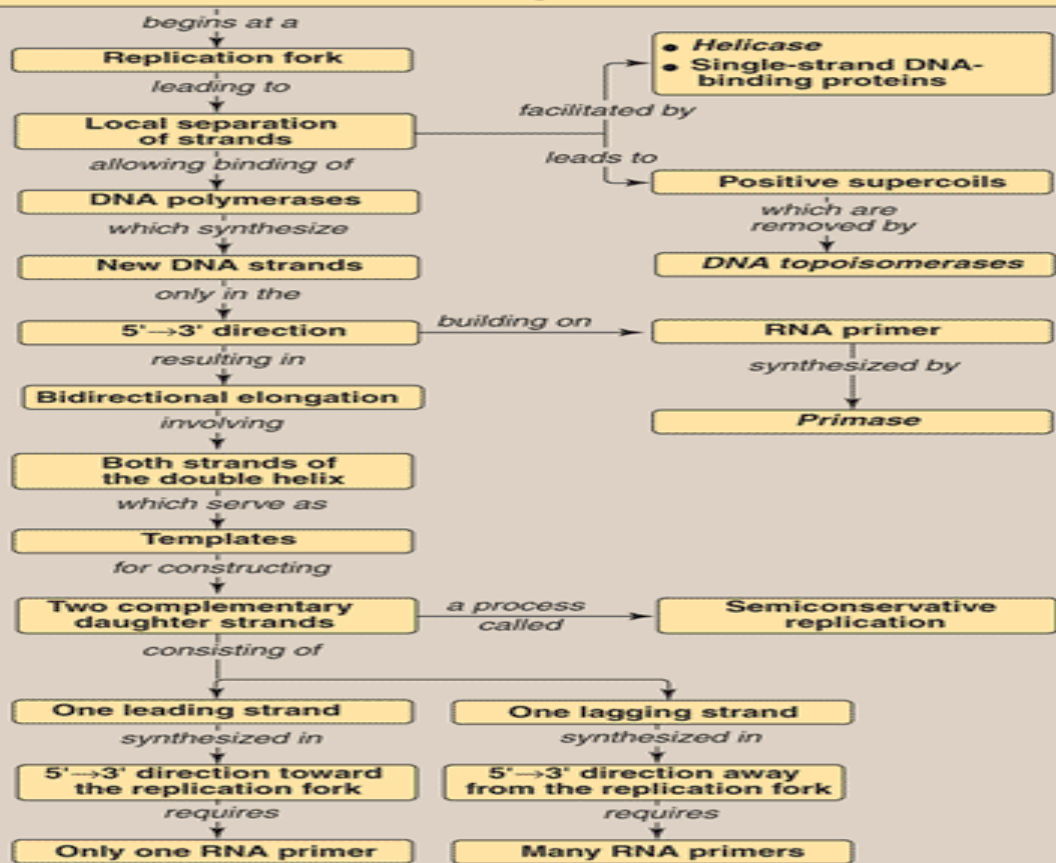 begins at a
Replication fork
leading to
Local separation
of strands
allowing binding of
DNA polymerases
which synthesize
New DNA strands
only in the
5'→3' direction
resulting in
Bidirectional elongation
involving
Both strands of
the double helix
which serve as
Templates
for constructing
Two complementary
daughter strands
consisting of
facilitated by
• Helicase
• Single-strand DNA-
binding proteins
leads to
Positive supercoils
which are
removed by
DNA topoisomerases
building on
RNA primer
synthesized by
Primase
a process
called
Semiconservative
replication
One leading strand
synthesized in
5'→3' direction toward
the replication fork
requires
Only one RNA primer
One lagging strand
synthesized in
5'→3' direction away
from the replication fork
requires
Many RNA primers